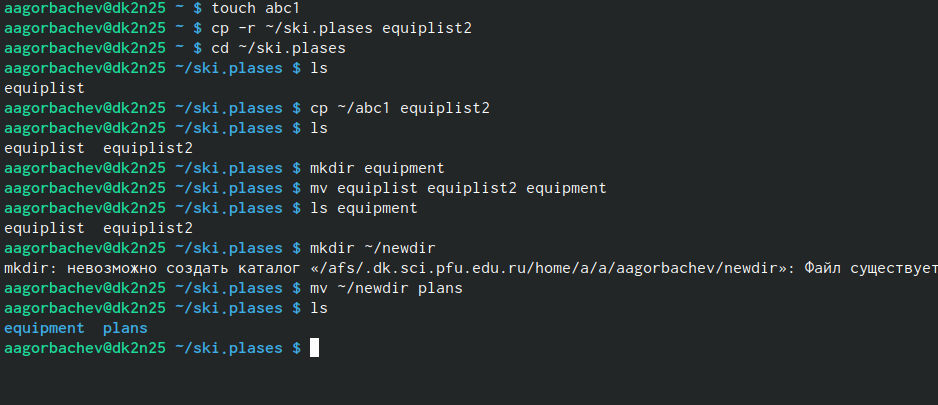 aagorbachev@dk2n25 ~ $ touch abc1
aagorbachev@dk2n25 ~ $ cp -r ~/ski.plases equiplist2
aagorbachev@dk2n25 ~ $ cd ~/ski.plases
aagorbachev@dk2n25 ~/ski.plases $ ls
equiplist
aagorbachev@dk2n25 ~/ski.plases $ cp ~/abc1 equiplist2
aagorbachev@dk2n25 ~/ski.plases $ ls
equiplist  equiplist2
aagorbachev@dk2n25 ~/ski.plases $ mkdir equipment
aagorbachev@dk2n25 ~/ski.plases $ mv equiplist equiplist2 equipment
aagorbachev@dk2n25 ~/ski.plases $ ls equipment
equiplist  equiplist2
aagorbachev@dk2n25 ~/ski.plases $ mkdir ~/newdir
mkdir: невозможно создать каталог «/afs/.dk.sci.pfu.edu.ru/home/a/a/aagorbachev/newdir»: Файл существует
aagorbachev@dk2n25 ~/ski.plases $ mv ~/newdir plans
aagorbachev@dk2n25 ~/ski.plases $ ls
equipment  plans
aagorbachev@dk2n25 ~/ski.plases $